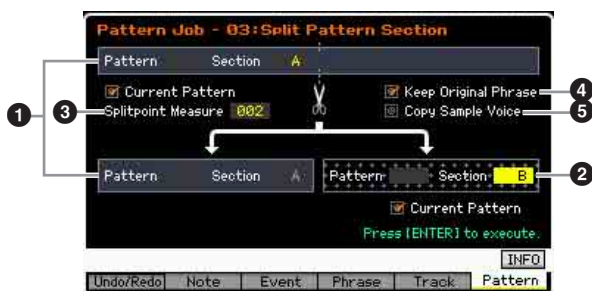 Pattern Job - 03:Split Pattern Section
Pattern Section A
Current Pattern
Keep Original Phrase
4
1
3
Splitpoint Measure 002
Copy Sample Voice
5
Pattern Section A
Pattern Section B
2
Current Pattern
Press [ENTER] to execute.
INFO
Undo/Redo Note Event Phrase Track Pattern